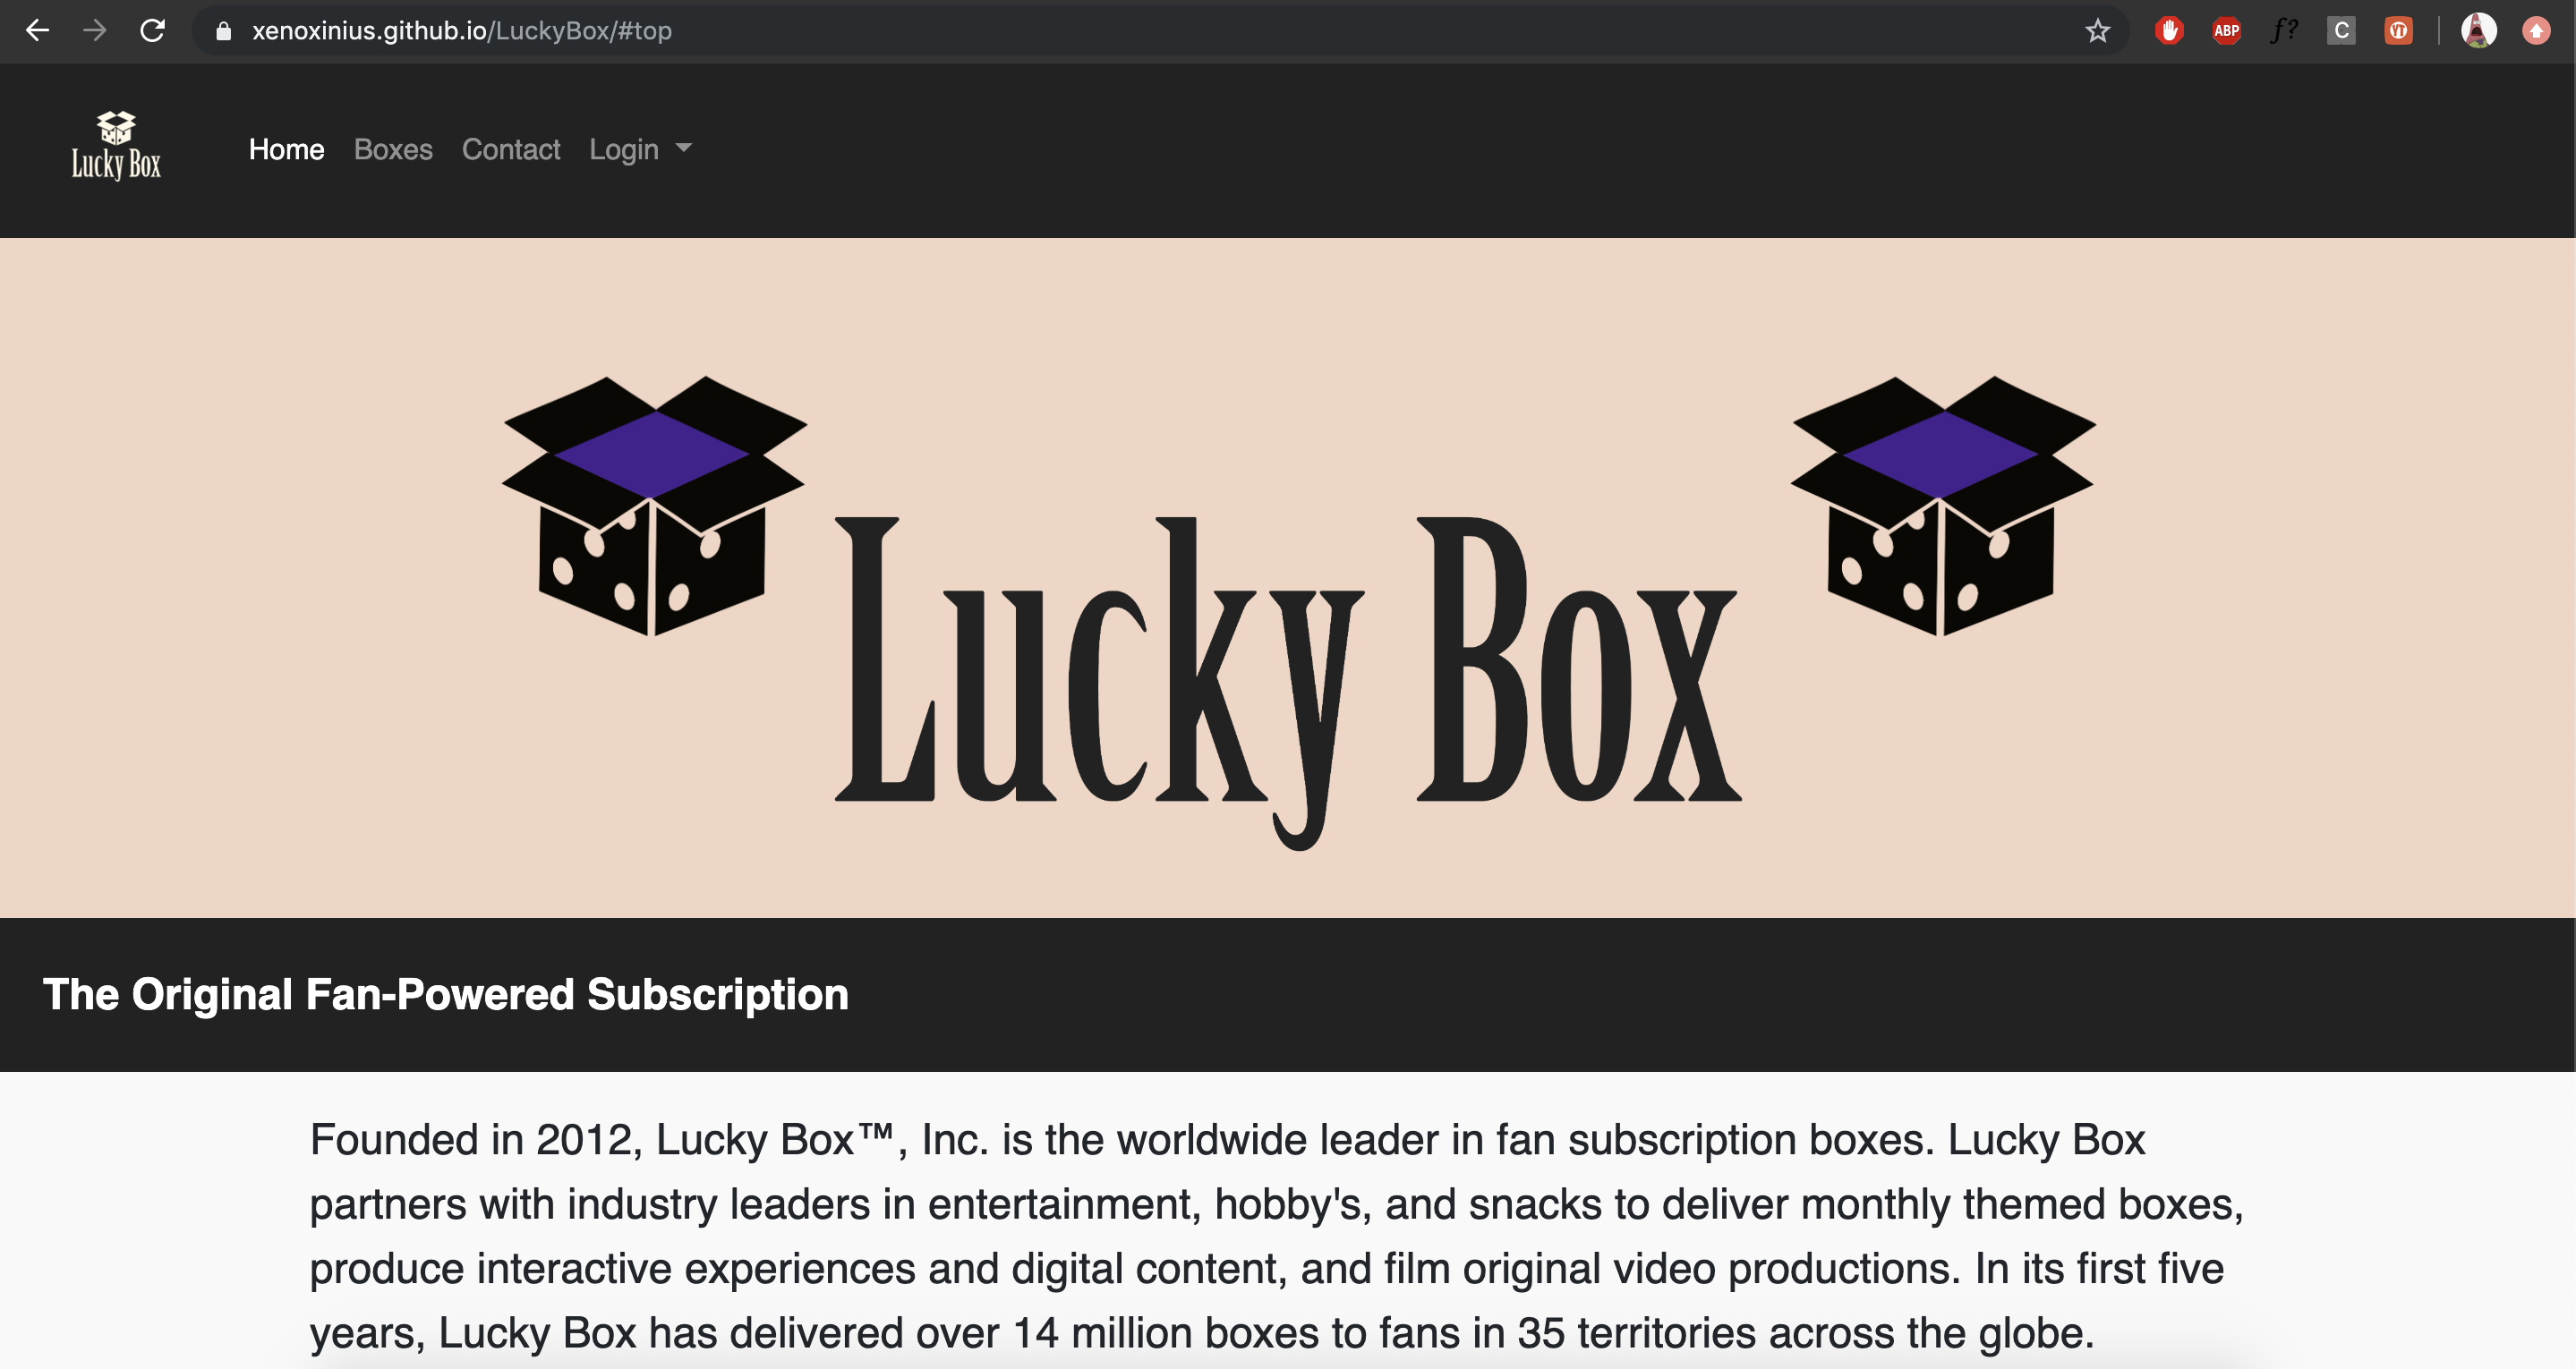 xenoxinius.github.io/LuckyBox/#top
ABP
f?
C
Lucky Box
Home Boxes Contact Login
Lucky Box
The Original Fan-Powered Subscription
Founded in 2012, Lucky Box™, Inc. is the worldwide leader in fan subscription boxes. Lucky Box
partners with industry leaders in entertainment, hobby's, and snacks to deliver monthly themed boxes,
produce interactive experiences and digital content, and film original video productions. In its first five
years, Lucky Box has delivered over 14 million boxes to fans in 35 territories across the globe.